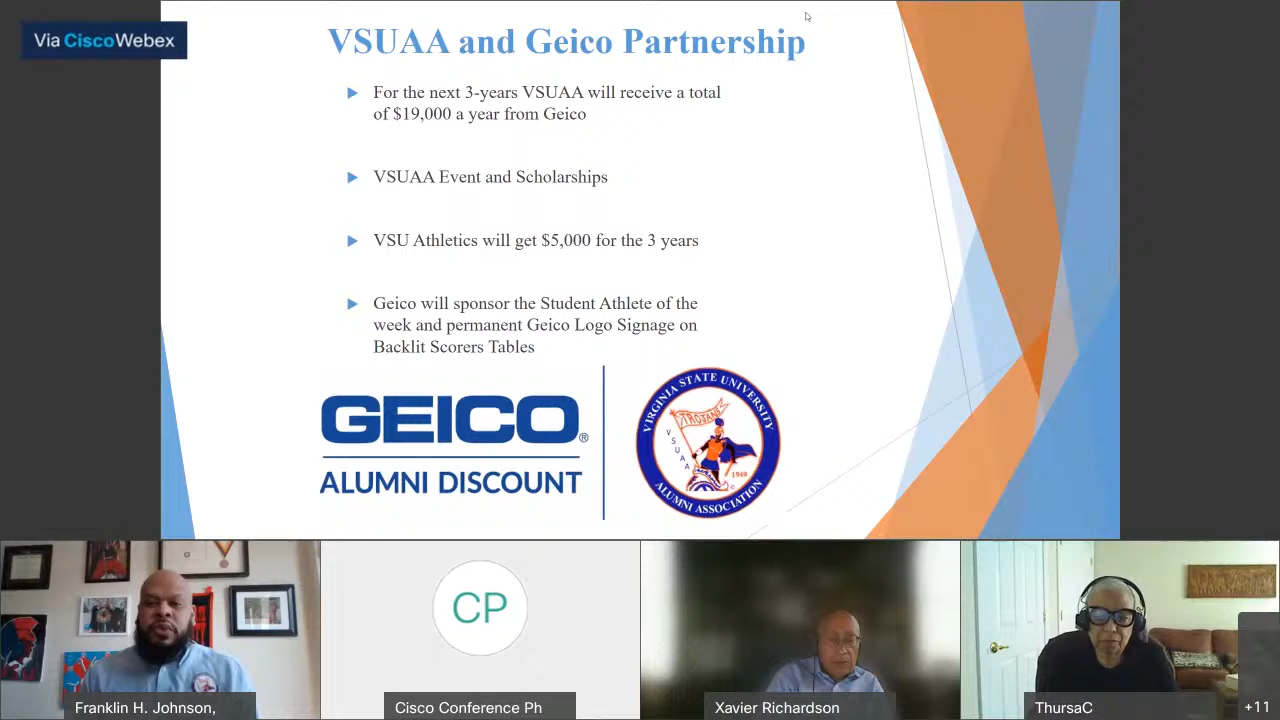 Via CiscoWebex
VSUAA and Geico Partnership
For the next 3-years VSUAA will receive a total
of $19,000 a year from Geico
VSUAA Event and Scholarships
VSU Athletics will get $5,000 for the 3 years
Geico will sponsor the Student Athlete of the
week and permanent Geico Logo Signage on
Backlit Scorers Tables
GEICO®
ALUMNI DISCOUNT
VIRGINIA STATE UNIVERSITY
TROJANS
VSUAA
1949
©
ALUMNI ASSOCIATION
CP
Franklin H. Johnson,
Cisco Conference Ph
Xavier Richardson
ThursaC
+11